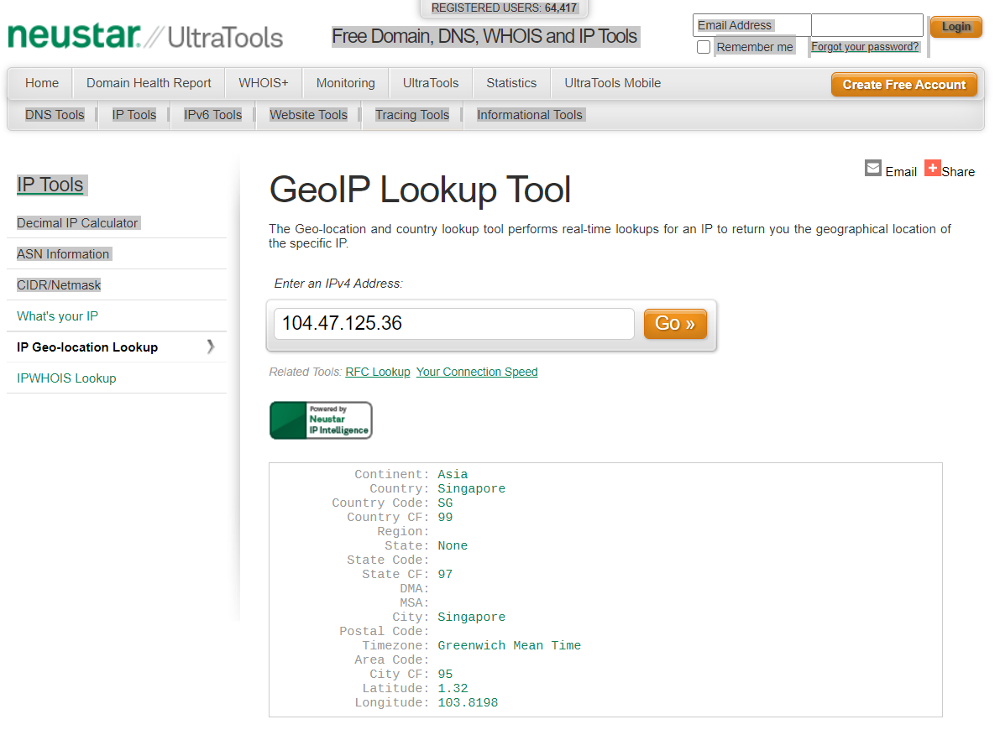 REGISTERED USERS: 64,417
neustar.//UltraTools
Free Domain, DNS, WHOIS and IP Tools
Email Address
Login
Remember me
Forgot your password?
Home
Domain Health Report
WHOIS+
Monitoring
UltraTools
Statistics
UltraTools Mobile
Create Free Account
DNS Tools
IP Tools
IPv6 Tools
Website Tools
Tracing Tools
Informational Tools
IP Tools
Decimal IP Calculator
ASN Information
CIDR/Netmask
What's your IP
IP Geo-location Lookup
IPWHOIS Lookup
Email
Share
GeoIP Lookup Tool
The Geo-location and country lookup tool performs real-time lookups for an IP to return you the geographical location of
the specific IP.
Enter an IPv4 Address:
104.47.125.36
Go »
Related Tools: RFC Lookup Your Connection Speed
Powered by
Neustar
IP Intelligence
Continent: Asia
Country: Singapore
Country Code: SG
Country CF: 99
Region:
State: None
State Code:
State CF: 97
DMA:
MSA:
City: Singapore
Postal Code:
Timezone: Greenwich Mean Time
Area Code:
City CF: 95
Latitude: 1.32
Longitude: 103.8198